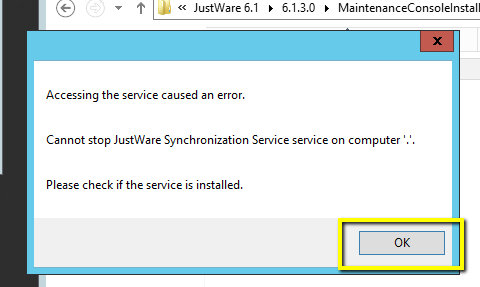 « JustWare 6.1 ▸ 6.1.3.0 ▸ MaintenanceConsoleInstall
x
Accessing the service caused an error.
Cannot stop JustWare Synchronization Service service on computer '.'.
Please check if the service is installed.
OK